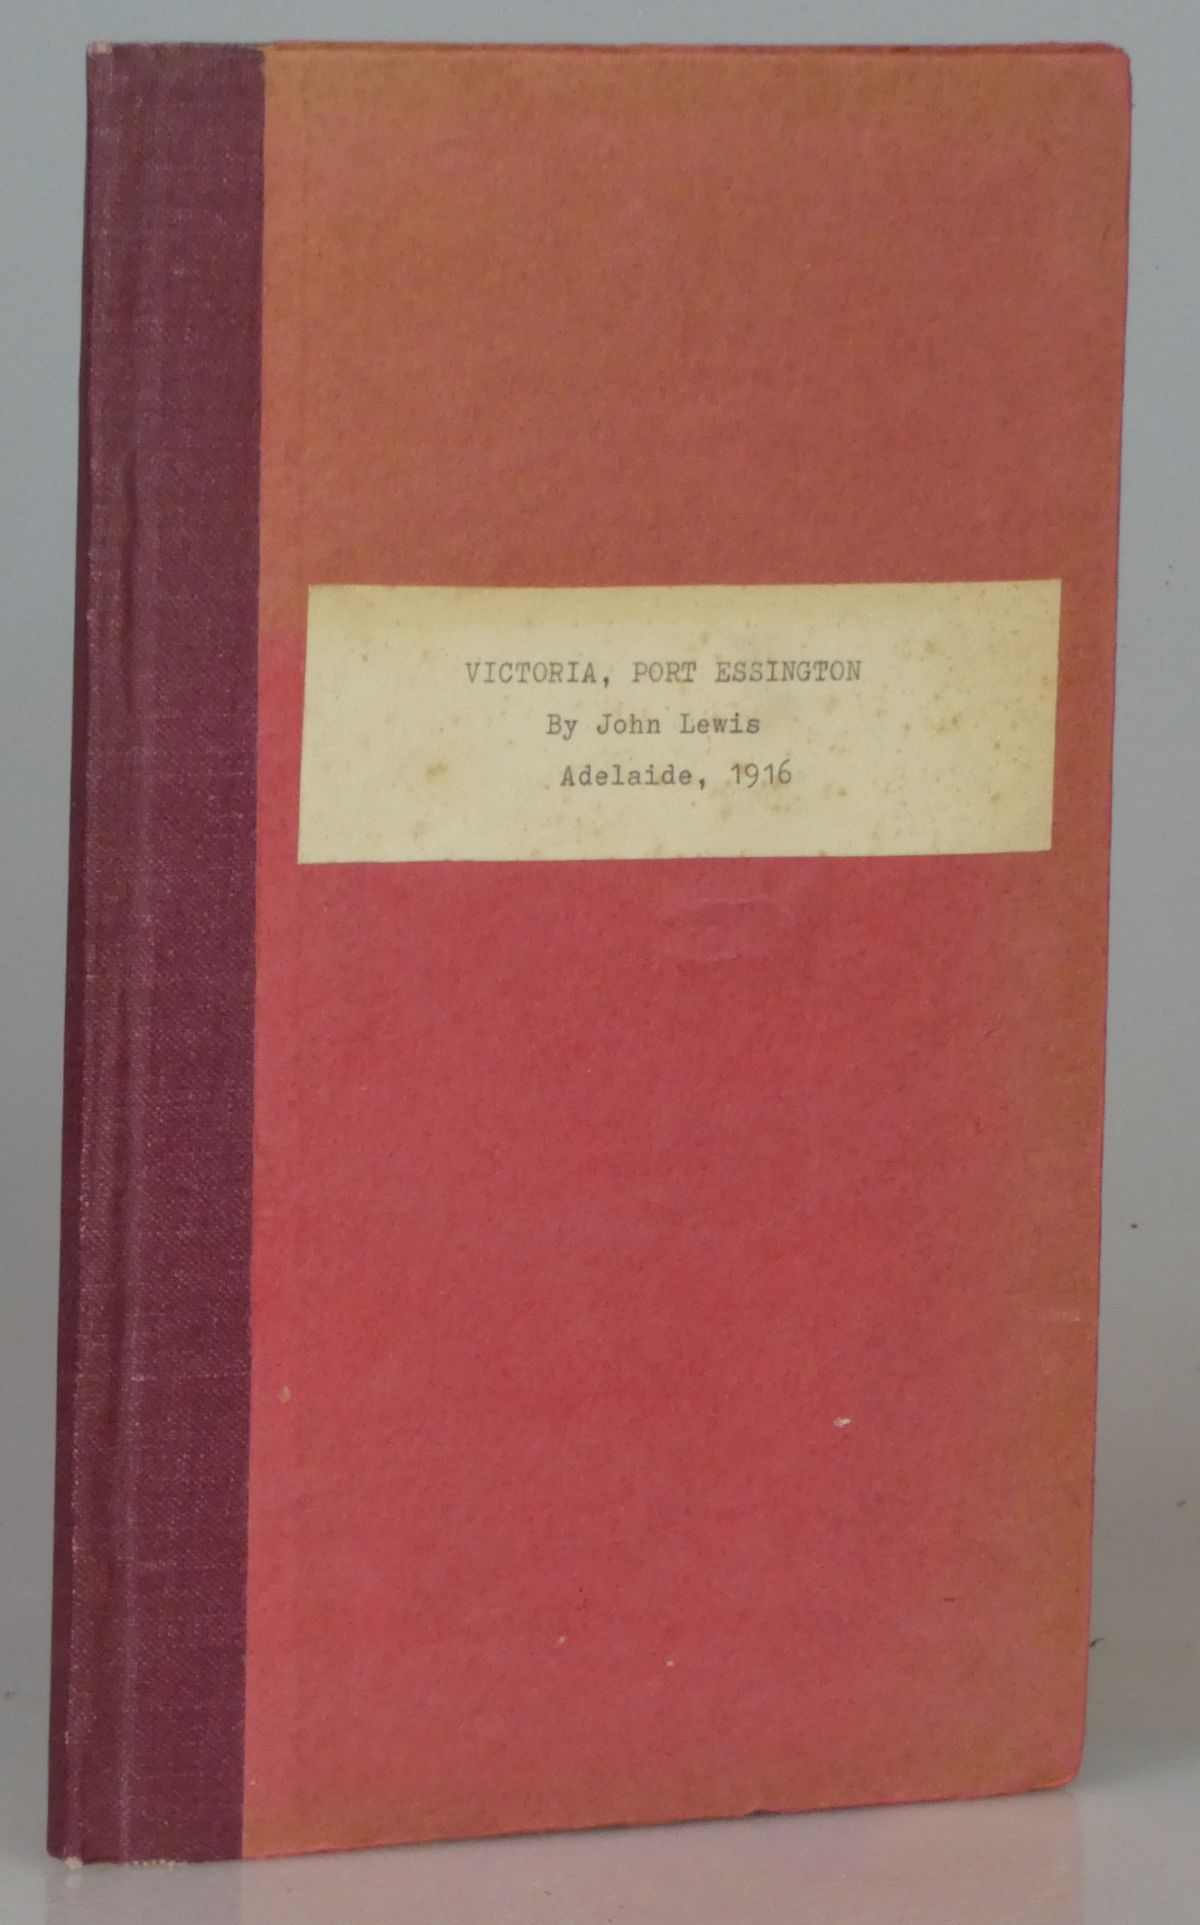 VICTORIA, PORT ESSINGTON
By John Lewis
Adelaide, 1916